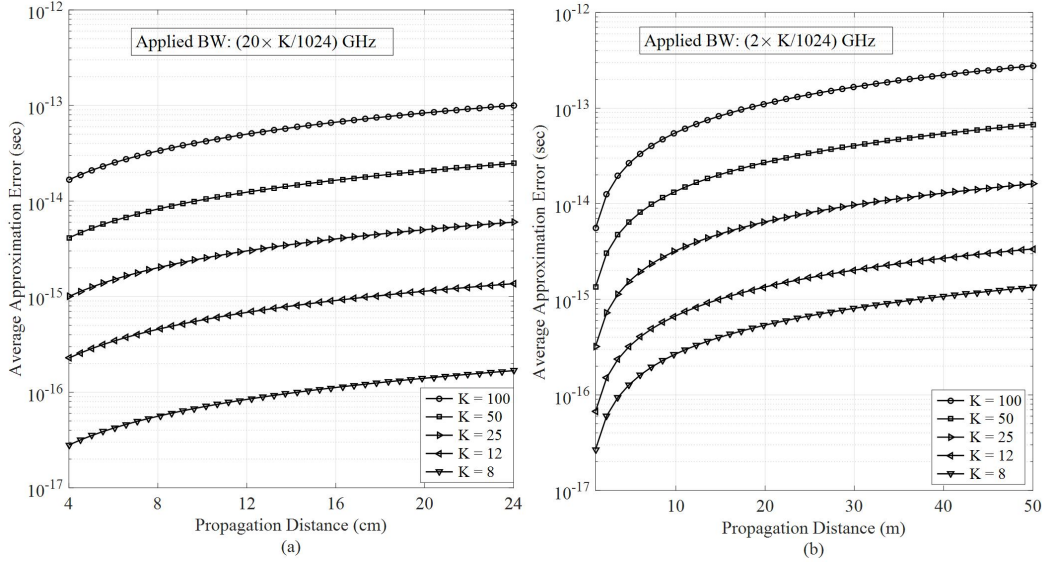 Applied BW: (20× K/1024) GHz
Average Approximation Error (sec)
10⁻¹²
10⁻¹³
10⁻¹⁴
10⁻¹⁵
10⁻¹⁶
10⁻¹⁷
K = 100
K = 50
K = 25
K = 12
K = 8
4 8 12 16 20 24
Propagation Distance (cm)
(a)
Applied BW: (2× K/1024) GHz
Average Approximation Error (sec)
10⁻¹²
10⁻¹³
10⁻¹⁴
10⁻¹⁵
10⁻¹⁶
10⁻¹⁷
K = 100
K = 50
K = 25
K = 12
K = 8
10 20 30 40 50
Propagation Distance (m)
(b)